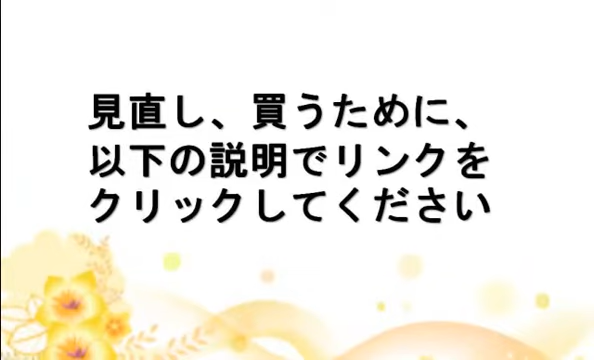 見直し、買うために、
以下の説明でリンクを
クリックしてください